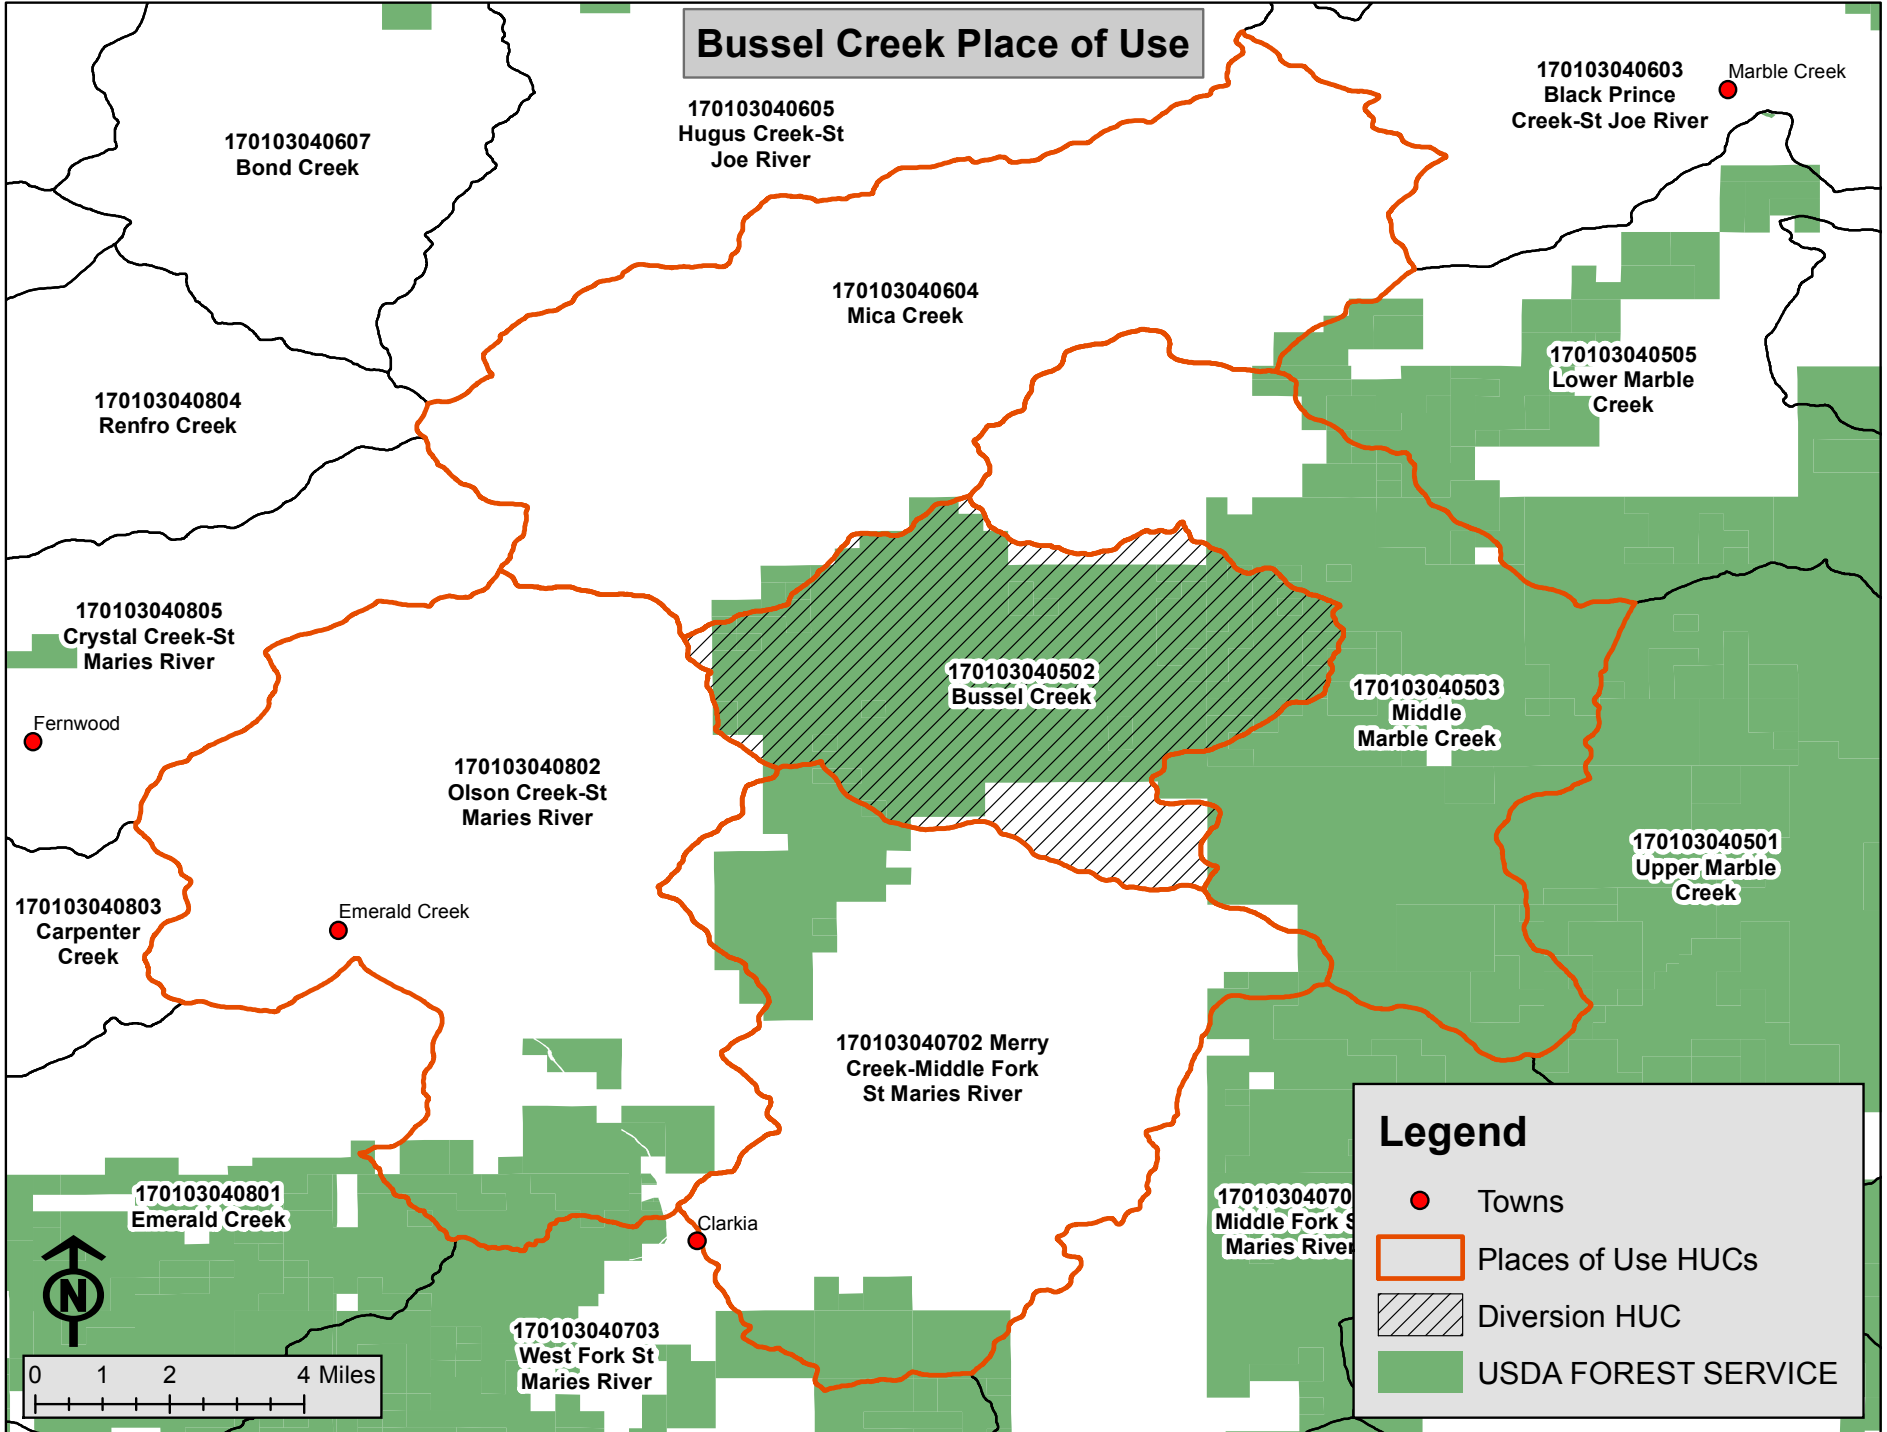 Bussel Creek Place of Use
170103040603
Black Prince
Creek-St Joe River
Marble Creek
170103040605
Hugus Creek-St
Joe River
170103040607
Bond Creek
170103040604
Mica Creek
170103040505
Lower Marble
Creek
170103040804
Renfro Creek
170103040805
Crystal Creek-St
Maries River
170103040502
Bussel Creek
170103040503
Middle
Marble Creek
Fernwood
170103040802
Olson Creek-St
Maries River
170103040501
Upper Marble
Creek
170103040803
Carpenter
Creek
Emerald Creek
170103040702 Merry
Creek-Middle Fork
St Maries River
170103040801
Emerald Creek
Clarkia
17010304070
Middle Fork S
Maries River
170103040703
West Fork St
Maries River
N
0 1 2 4 Miles
Legend
Towns
Places of Use HUCs
Diversion HUC
USDA FOREST SERVICE